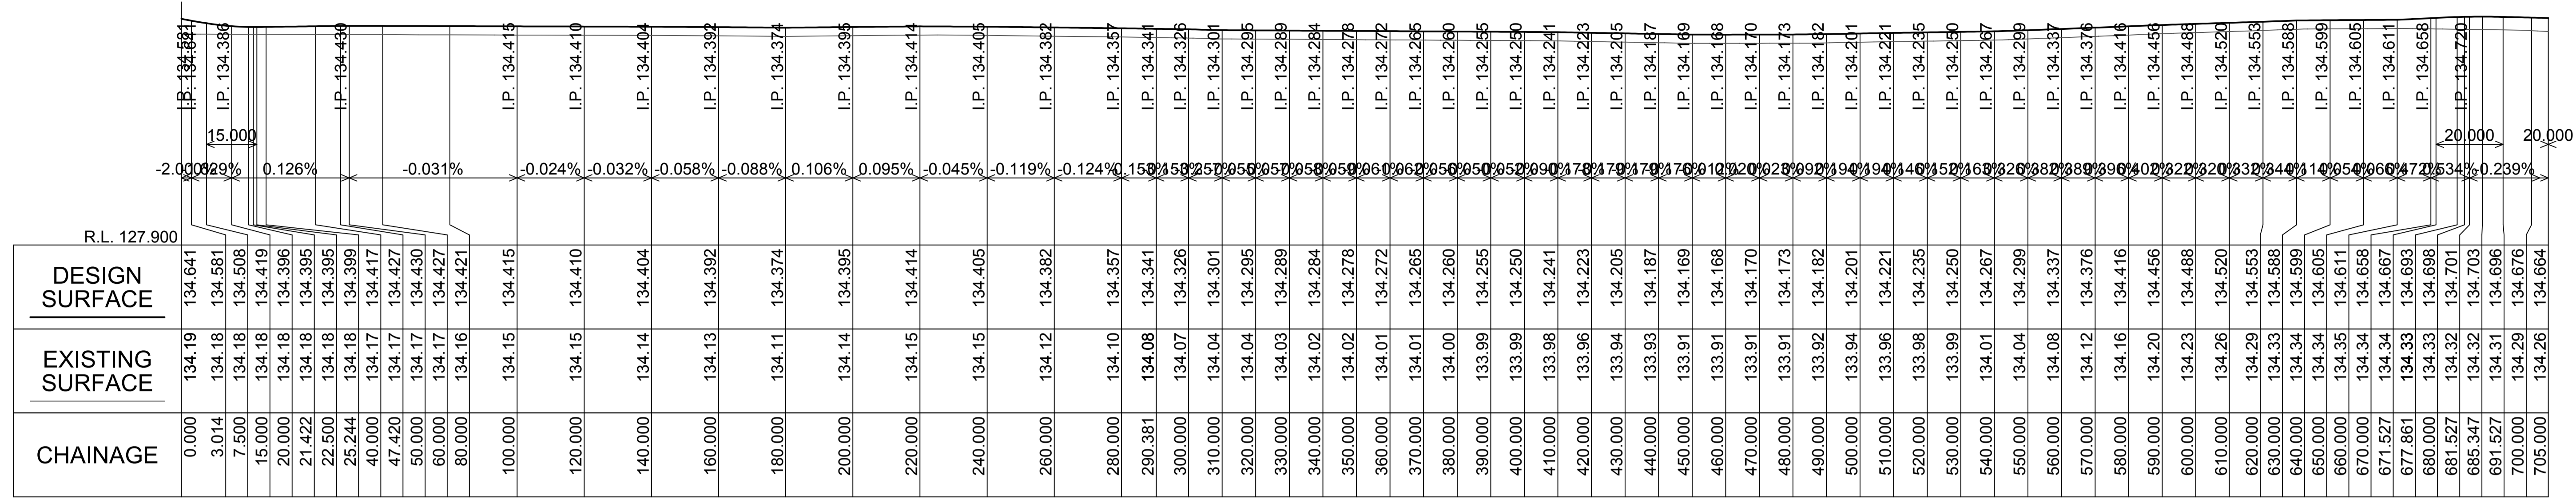 I.P. 134.581
I.P. 134.641
I.P. 134.386
I.P. 134.430
I.P. 134.415
I.P. 134.410
I.P. 134.404
I.P. 134.392
I.P. 134.374
I.P. 134.395
I.P. 134.414
I.P. 134.405
I.P. 134.382
I.P. 134.357
I.P. 134.341
I.P. 134.326
I.P. 134.301
I.P. 134.295
I.P. 134.289
I.P. 134.284
I.P. 134.278
I.P. 134.272
I.P. 134.265
I.P. 134.260
I.P. 134.255
I.P. 134.250
I.P. 134.241
I.P. 134.223
I.P. 134.205
I.P. 134.187
I.P. 134.169
I.P. 134.168
I.P. 134.170
I.P. 134.173
I.P. 134.182
I.P. 134.201
I.P. 134.221
I.P. 134.235
I.P. 134.250
I.P. 134.267
I.P. 134.299
I.P. 134.337
I.P. 134.376
I.P. 134.416
I.P. 134.456
I.P. 134.488
I.P. 134.520
I.P. 134.553
I.P. 134.588
I.P. 134.599
I.P. 134.605
I.P. 134.611
I.P. 134.658
I.P. 134.720
15.000 20.000 20.000
0.126% -0.031% -0.024% -0.032% -0.058% -0.088% 0.106% 0.095% -0.045% -0.119% -0.124% -0.239%
R.L. 127.900
DESIGN
SURFACE
134.641 134.581 134.508 134.419 134.396 134.395 134.395 134.399 134.417 134.427 134.430 134.427 134.421 134.415 134.410 134.404 134.392 134.374 134.395 134.414 134.405 134.382 134.357 134.341 134.326 134.301 134.295 134.289 134.284 134.278 134.272 134.265 134.260 134.255 134.250 134.241 134.223 134.205 134.187 134.169 134.168 134.170 134.173 134.182 134.201 134.221 134.235 134.250 134.267 134.299 134.337 134.376 134.416 134.456 134.488 134.520 134.553 134.588 134.599 134.605 134.611 134.658 134.667 134.693 134.698 134.701 134.703 134.696 134.676 134.664
EXISTING
SURFACE
134.19 134.18 134.18 134.18 134.18 134.18 134.18 134.18 134.17 134.17 134.17 134.17 134.16 134.15 134.15 134.14 134.13 134.11 134.14 134.15 134.15 134.12 134.10 134.08 134.07 134.04 134.04 134.03 134.02 134.02 134.01 134.01 134.00 133.99 133.99 133.98 133.96 133.94 133.93 133.91 133.91 133.91 133.91 133.92 133.94 133.96 133.98 133.99 134.01 134.04 134.08 134.12 134.16 134.20 134.23 134.26 134.29 134.33 134.34 134.34 134.35 134.34 134.34 134.33 134.33 134.32 134.32 134.31 134.29 134.26
CHAINAGE
0.000 3.014 7.500 15.000 20.000 21.422 22.500 25.244 40.000 47.420 50.000 60.000 80.000 100.000 120.000 140.000 160.000 180.000 200.000 220.000 240.000 260.000 280.000 290.381 300.000 310.000 320.000 330.000 340.000 350.000 360.000 370.000 380.000 390.000 400.000 410.000 420.000 430.000 440.000 450.000 460.000 470.000 480.000 490.000 500.000 510.000 520.000 530.000 540.000 550.000 560.000 570.000 580.000 590.000 600.000 610.000 620.000 630.000 640.000 650.000 660.000 670.000 671.527 677.861 680.000 681.527 685.347 691.527 700.000 705.000